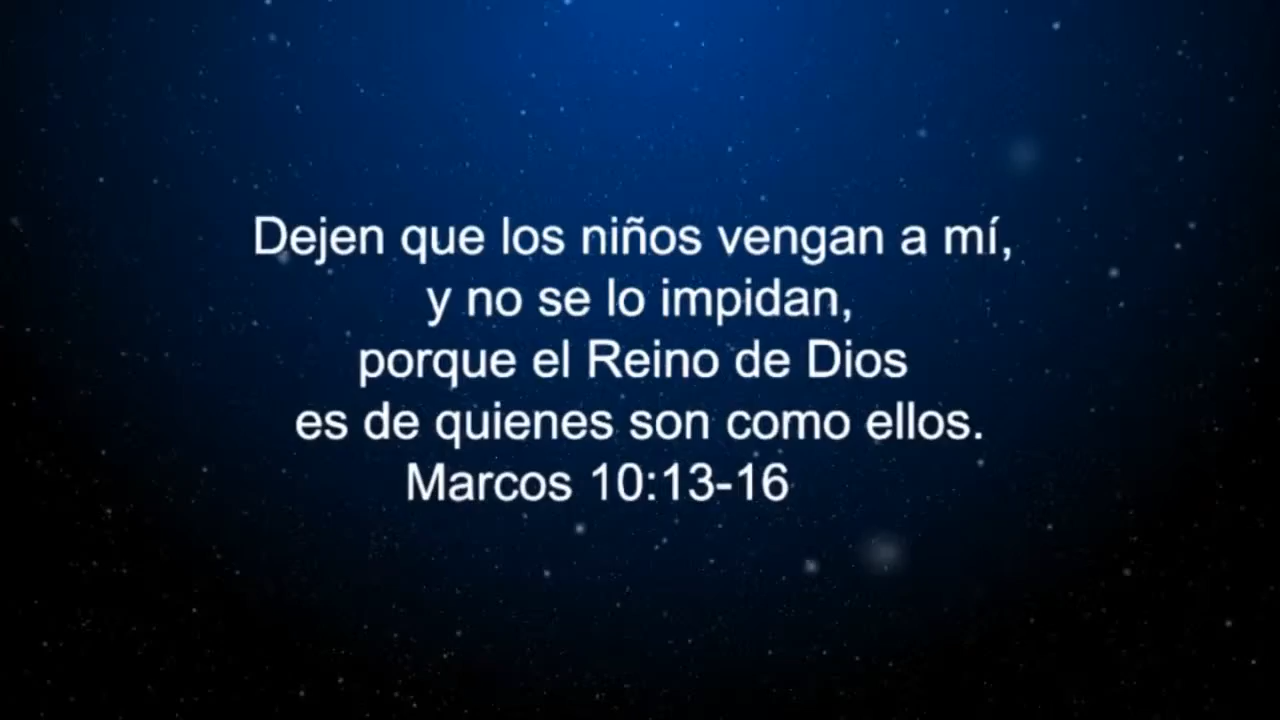 Dejen que los niños vengan a mí,
y no se lo impidan,
porque el Reino de Dios
es de quienes son como ellos.
Marcos 10:13-16